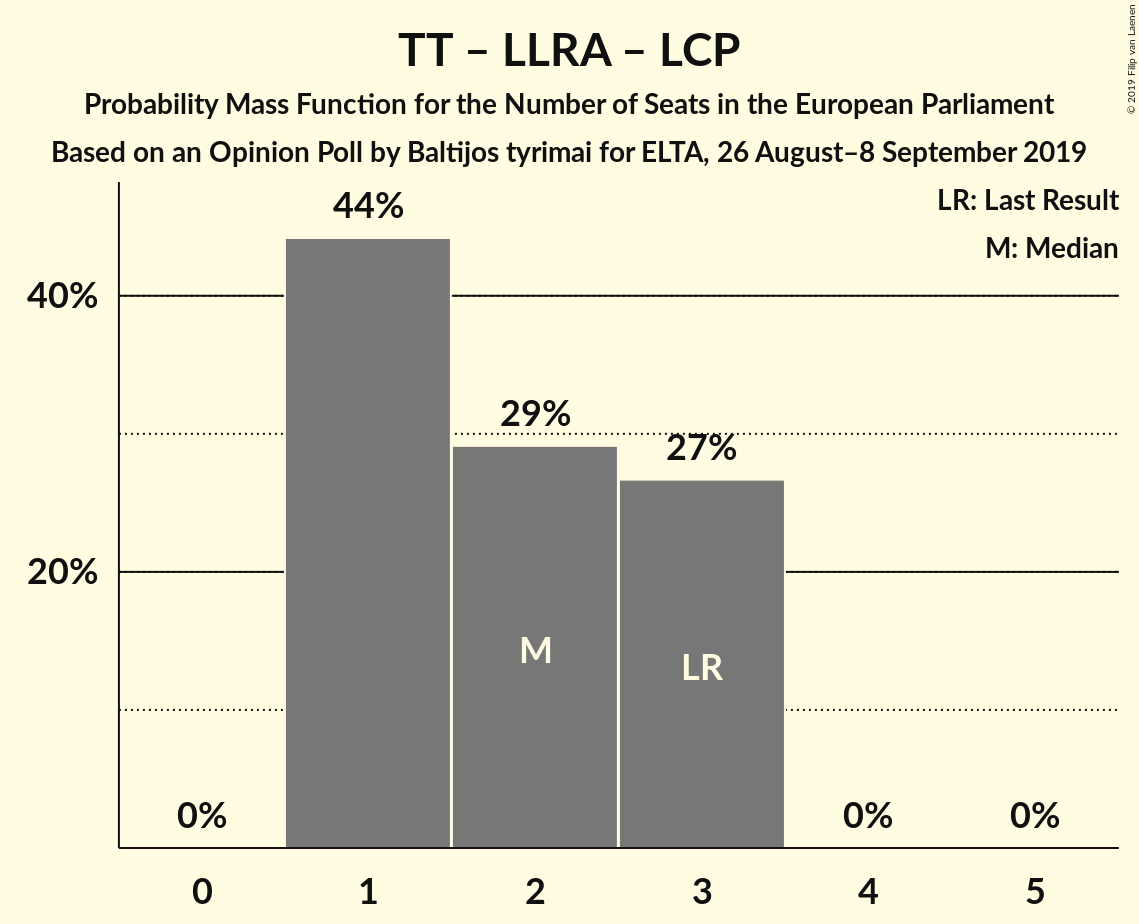 TT – LLRA – LCP
Probability Mass Function for the Number of Seats in the European Parliament
Based on an Opinion Poll by Baltijos tyrimai for ELTA, 26 August–8 September 2019
© 2019 Filip van Laenen
LR: Last Result
M: Median
44%
40%
29%
27%
20%
M
LR
0%
0%
0%
0
1
2
3
4
5